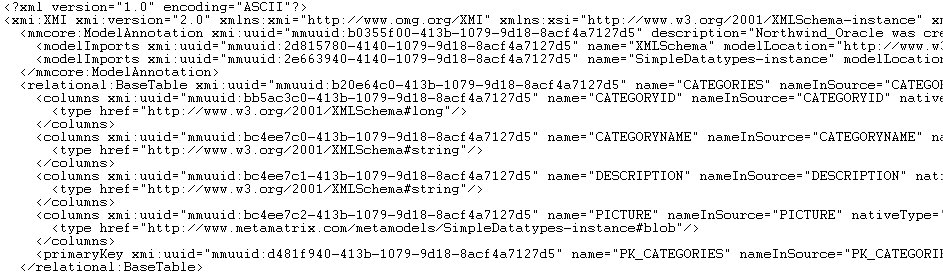 <?xml version="1.0" encoding="ASCII"?>
<xmi:XMI xmi:version="2.0" xmlns:xmi="http://www.omg.org/XMI" xmlns:xsi="http://www.w3.org/2001/XMLSchema-instance" xm
<mmcore:ModelAnnotation xmi:uuid="mmuuid:b0355f00-413b-1079-9d18-8acf4a7127d5" description="Northwind_Oracle was cre
<modelImports xmi:uuid="mmuuid:2d815780-4140-1079-9d18-8acf4a7127d5" name="XMLSchema" modelLocation="http://www.w3
<modelImports xmi:uuid="mmuuid:2e663940-4140-1079-9d18-8acf4a7127d5" name="SimpleDatatypes-instance" modelLocation
</mmcore:ModelAnnotation>
<relational:BaseTable xmi:uuid="mmuuid:b20e64c0-413b-1079-9d18-8acf4a7127d5" name="CATEGORIES" nameInSource="CATEGOR
<columns xmi:uuid="mmuuid:bb5ac3c0-413b-1079-9d18-8acf4a7127d5" name="CATEGORYID" nameInSource="CATEGORYID" native
<type href="http://www.w3.org/2001/XMLSchema#long"/>
</columns>
<columns xmi:uuid="mmuuid:bc4ee7c0-413b-1079-9d18-8acf4a7127d5" name="CATEGORYNAME" nameInSource="CATEGORYNAME" na
<type href="http://www.w3.org/2001/XMLSchema#string"/>
</columns>
<columns xmi:uuid="mmuuid:bc4ee7c1-413b-1079-9d18-8acf4a7127d5" name="DESCRIPTION" nameInSource="DESCRIPTION" nati
<type href="http://www.w3.org/2001/XMLSchema#string"/>
</columns>
<columns xmi:uuid="mmuuid:bc4ee7c2-413b-1079-9d18-8acf4a7127d5" name="PICTURE" nameInSource="PICTURE" nativeType="
<type href="http://www.metamatrix.com/metamodels/SimpleDatatypes-instance#blob"/>
</columns>
<primaryKey xmi:uuid="mmuuid:d481f940-413b-1079-9d18-8acf4a7127d5" name="PK_CATEGORIES" nameInSource="PK_CATEGORIE
</relational:BaseTable>